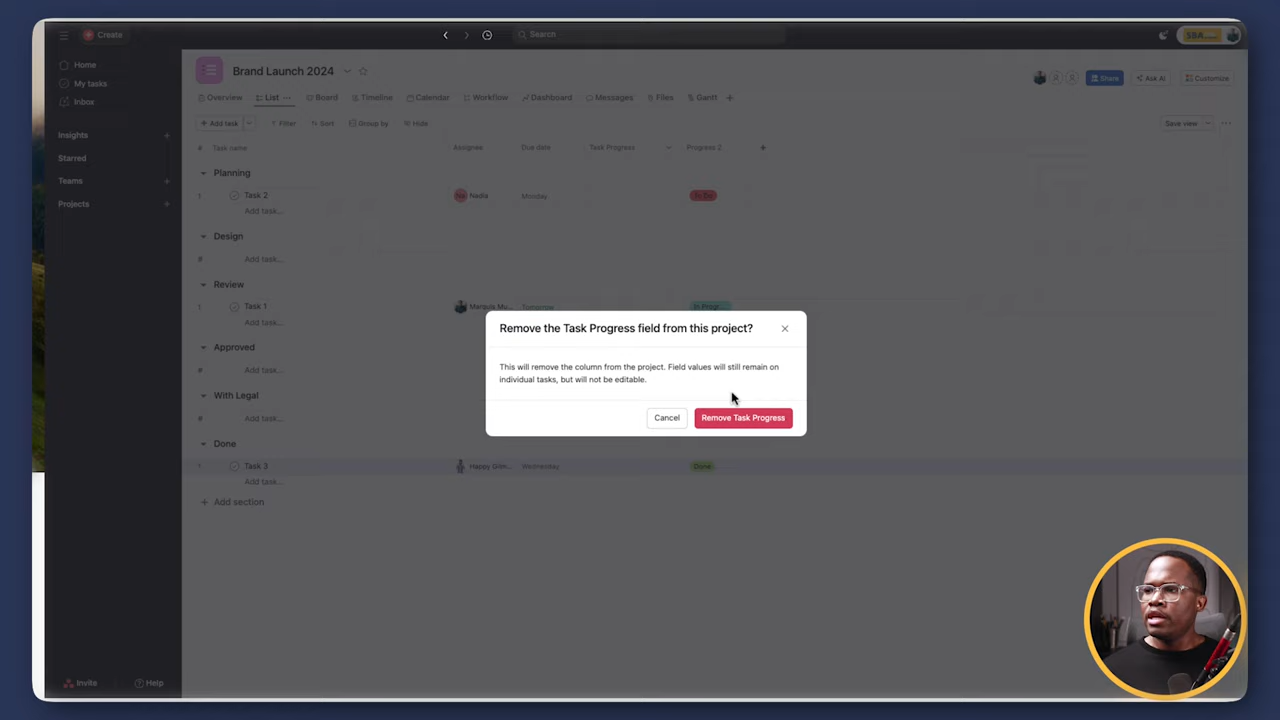 Create
Search
SBA
Home
My tasks
Inbox
Insights
Starred
Teams
Projects
Brand Launch 2024
Share
Ask AI
Customize
Overview
List
Board
Timeline
Calendar
Workflow
Dashboard
Messages
Files
Gantt
Add task
Filter
Sort
Group by
Hide
Save view
# Task name
Assignee
Due date
Task Progress
Progress 2
Planning
1 Task 2
Na Nadia
Monday
To Do
Add task...
Design
# Add task...
Review
1 Task 1
Tomorrow
In Progr...
Add task...
Remove the Task Progress field from this project?
This will remove the column from the project. Field values will still remain on
individual tasks, but will not be editable.
Cancel
Remove Task Progress
Approved
# Add task...
With Legal
# Add task...
Done
1 Task 3
Happy Gilm...
Wednesday
Done
Add task...
Add section
Invite
Help